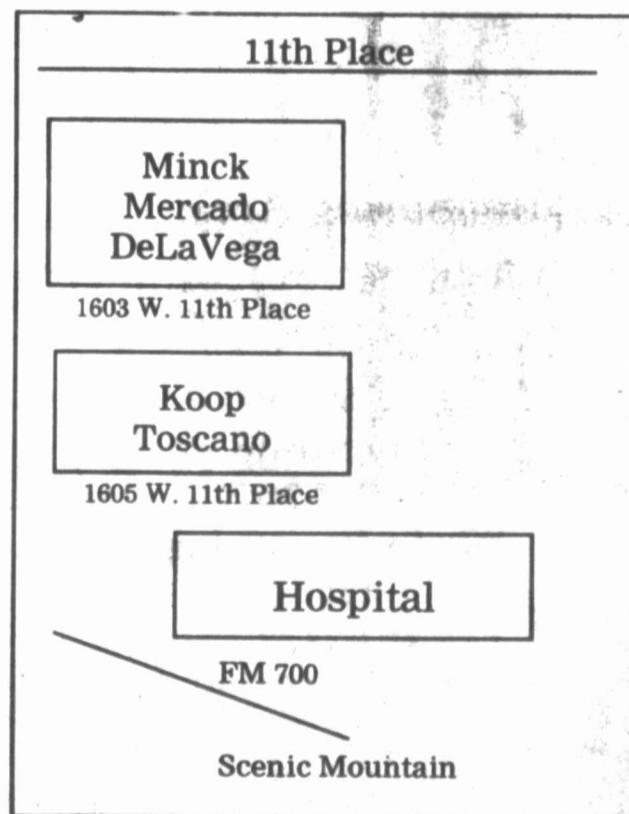 11th Place
Minck
Mercado
DeLaVega
1603 W. 11th Place
Koop
Toscano
1605 W. 11th Place
Hospital
FM 700
Scenic Mountain